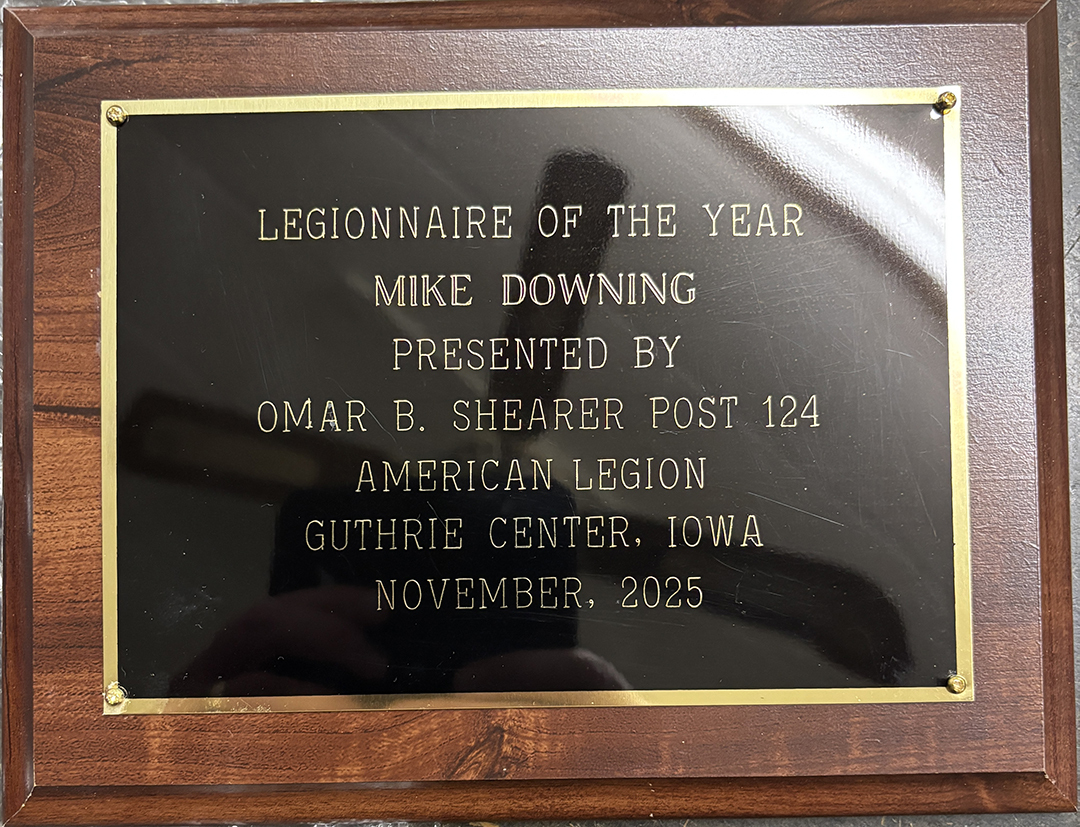 LEGIONNAIRE OF THE YEAR
MIKE DOWNING
PRESENTED BY
OMAR B. SHEARER POST 124
AMERICAN LEGION
GUTHRIE CENTER, IOWA
NOVEMBER, 2025